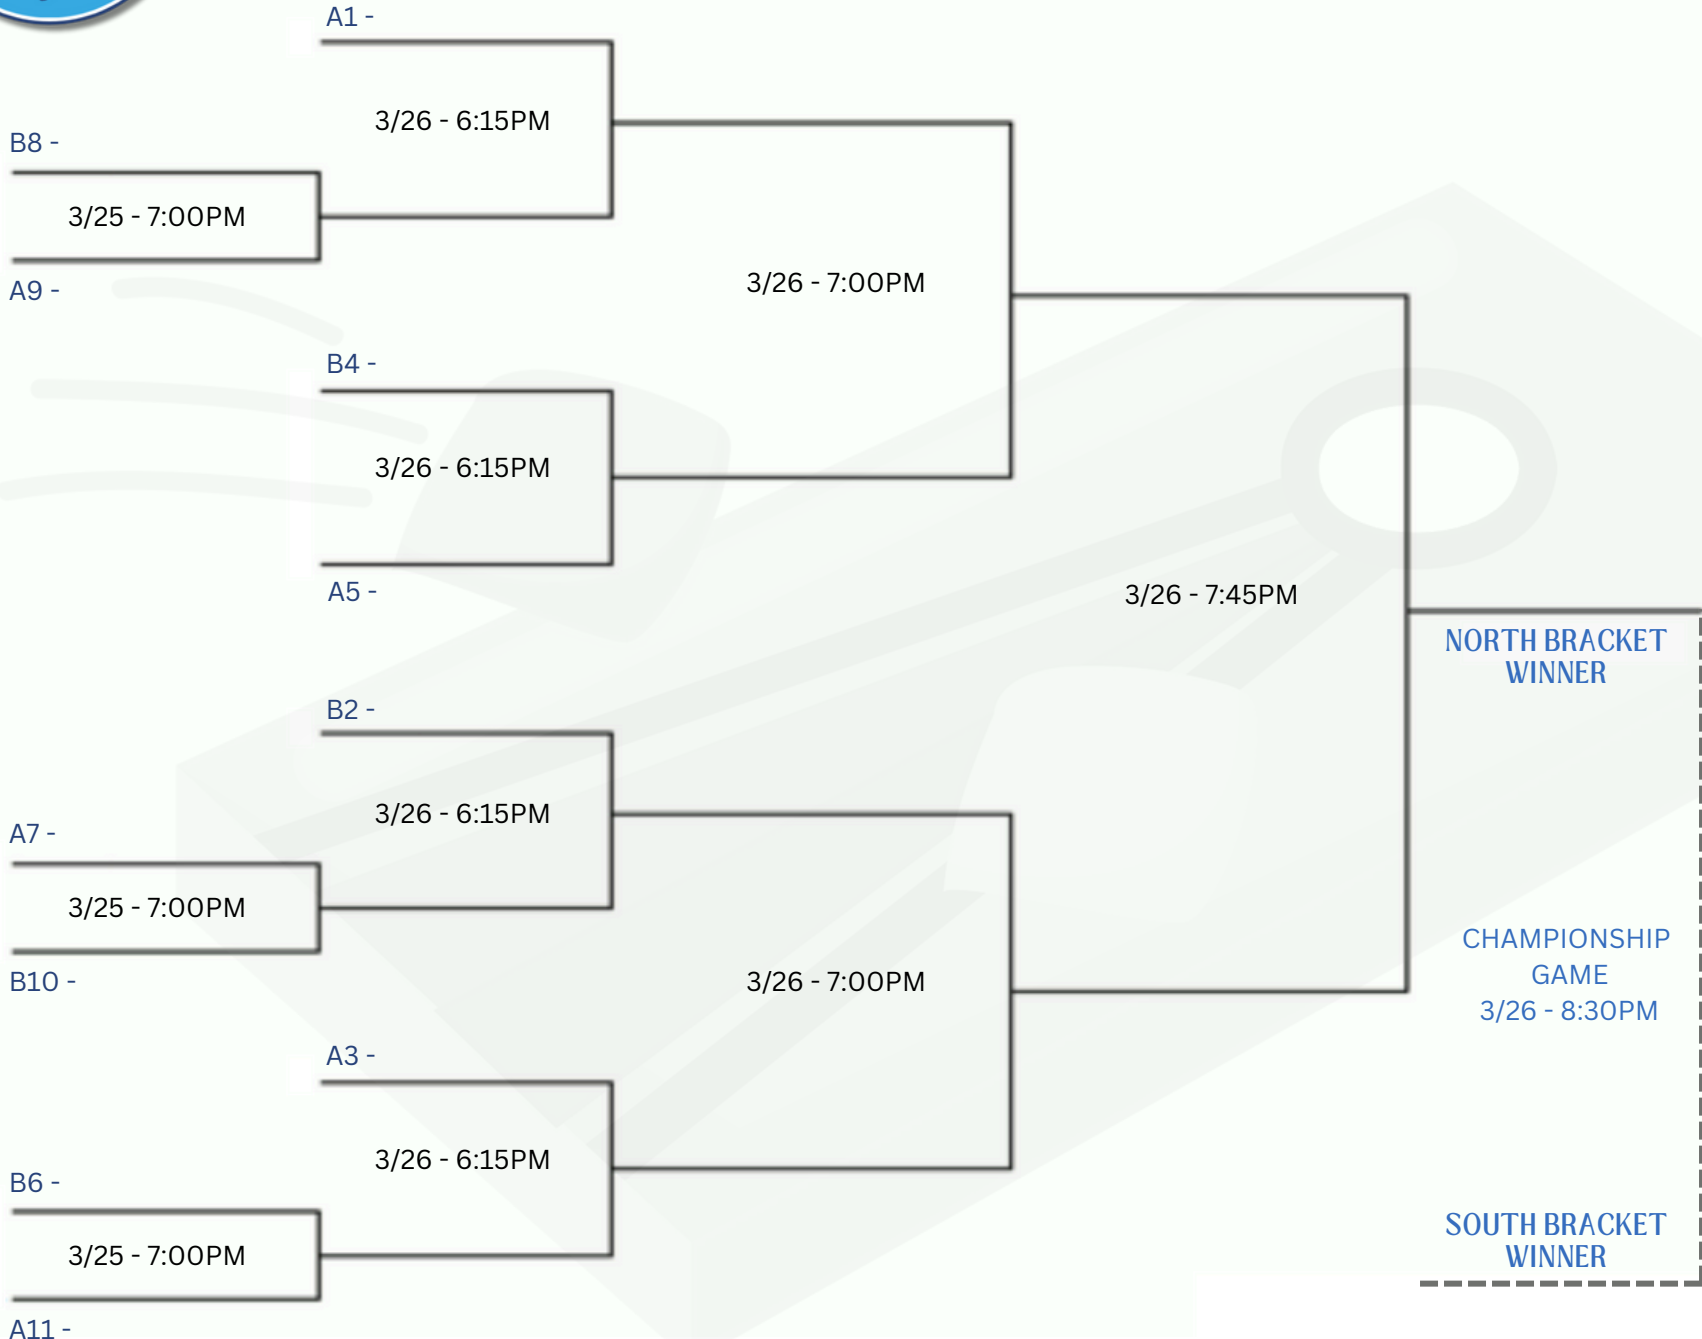 A1 -
3/26 - 6:15PM
B8 -
3/25 - 7:00PM
A9 -
3/26 - 7:00PM
B4 -
3/26 - 6:15PM
A5 -
3/26 - 7:45PM
NORTH BRACKET
WINNER
B2 -
3/26 - 6:15PM
A7 -
3/25 - 7:00PM
B10 -
3/26 - 7:00PM
CHAMPIONSHIP
GAME
3/26 - 8:30PM
A3 -
3/26 - 6:15PM
B6 -
3/25 - 7:00PM
A11 -
SOUTH BRACKET
WINNER